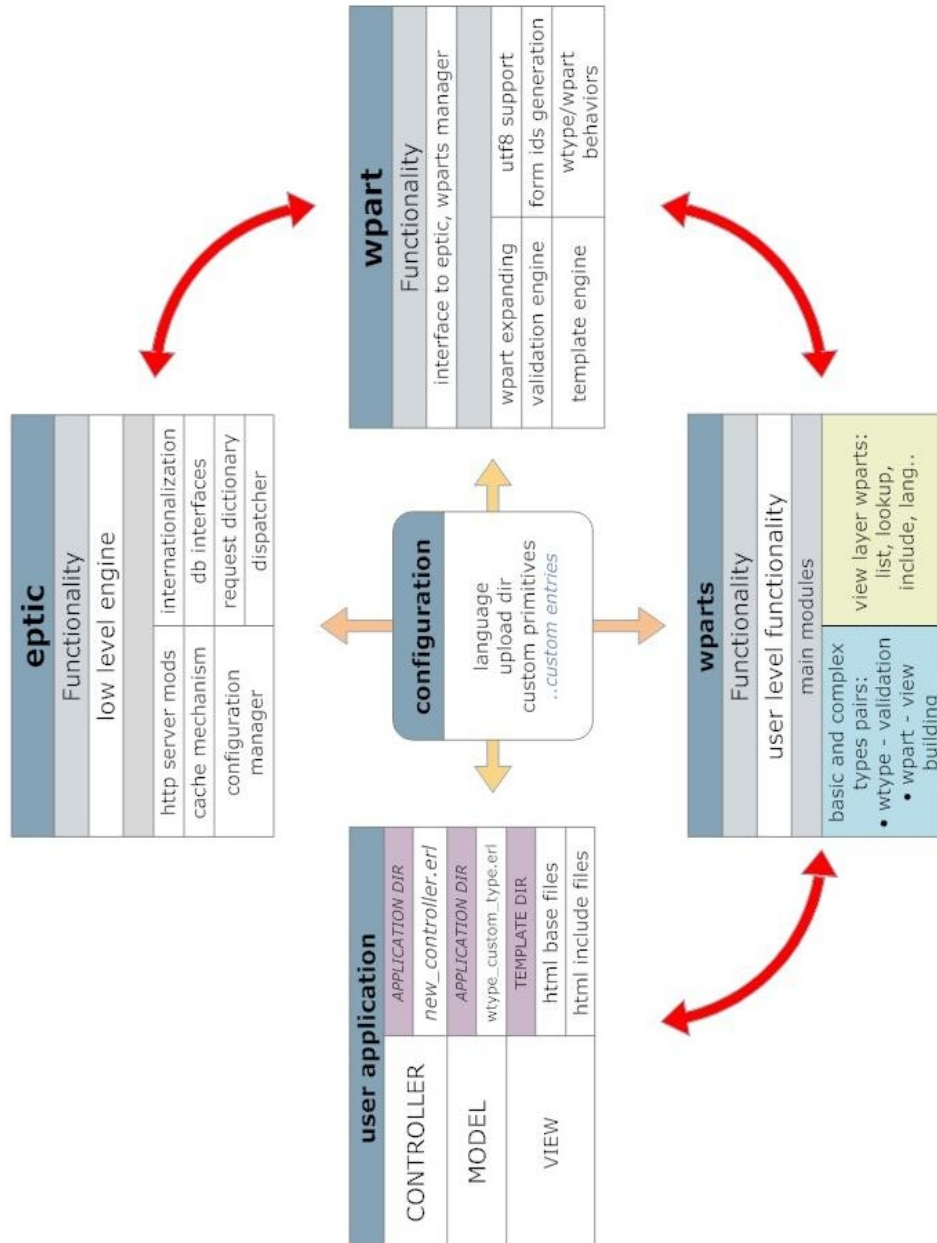 eptic
Functionality
low level engine
http server mods
internationalization
cache mechanism
db interfaces
configuration
manager
request dictionary
dispatcher
user application
CONTROLLER
APPLICATION DIR
new_controller.erl
MODEL
APPLICATION DIR
wtype_custom_type.erl
VIEW
TEMPLATE DIR
html base files
html include files
configuration
language
upload dir
custom primitives
..custom entries
wpart
Functionality
interface to eptic, wparts manager
wpart expanding
utf8 support
validation engine
form ids generation
template engine
wtype/wpart
behaviors
wparts
Functionality
user level functionality
main modules
basic and complex
types pairs:
• wtype - validation
• wpart - view
building
view layer wparts:
list, lookup,
include, lang..